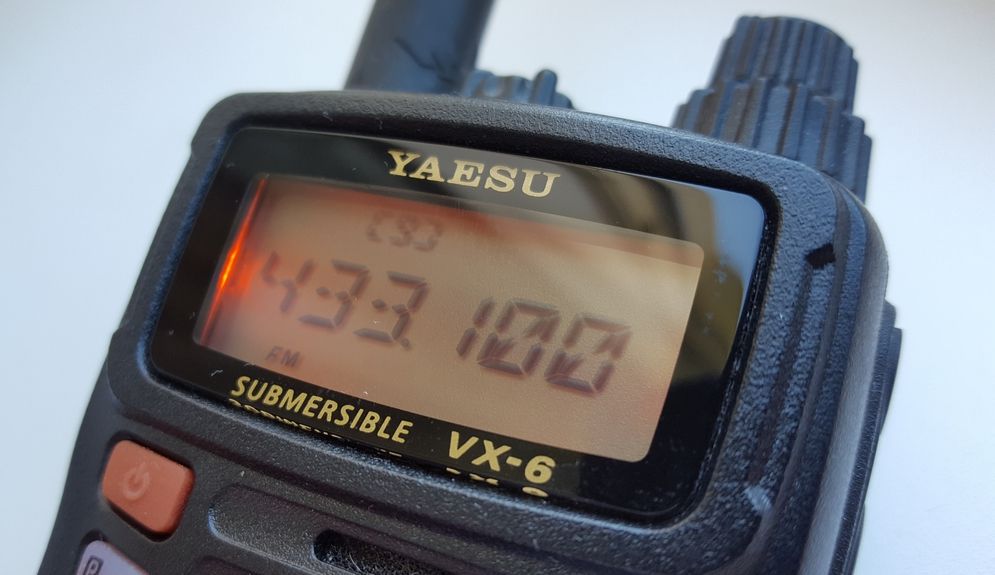 YAESU
433.100
FM
SUBMERSIBLE VX-6
P